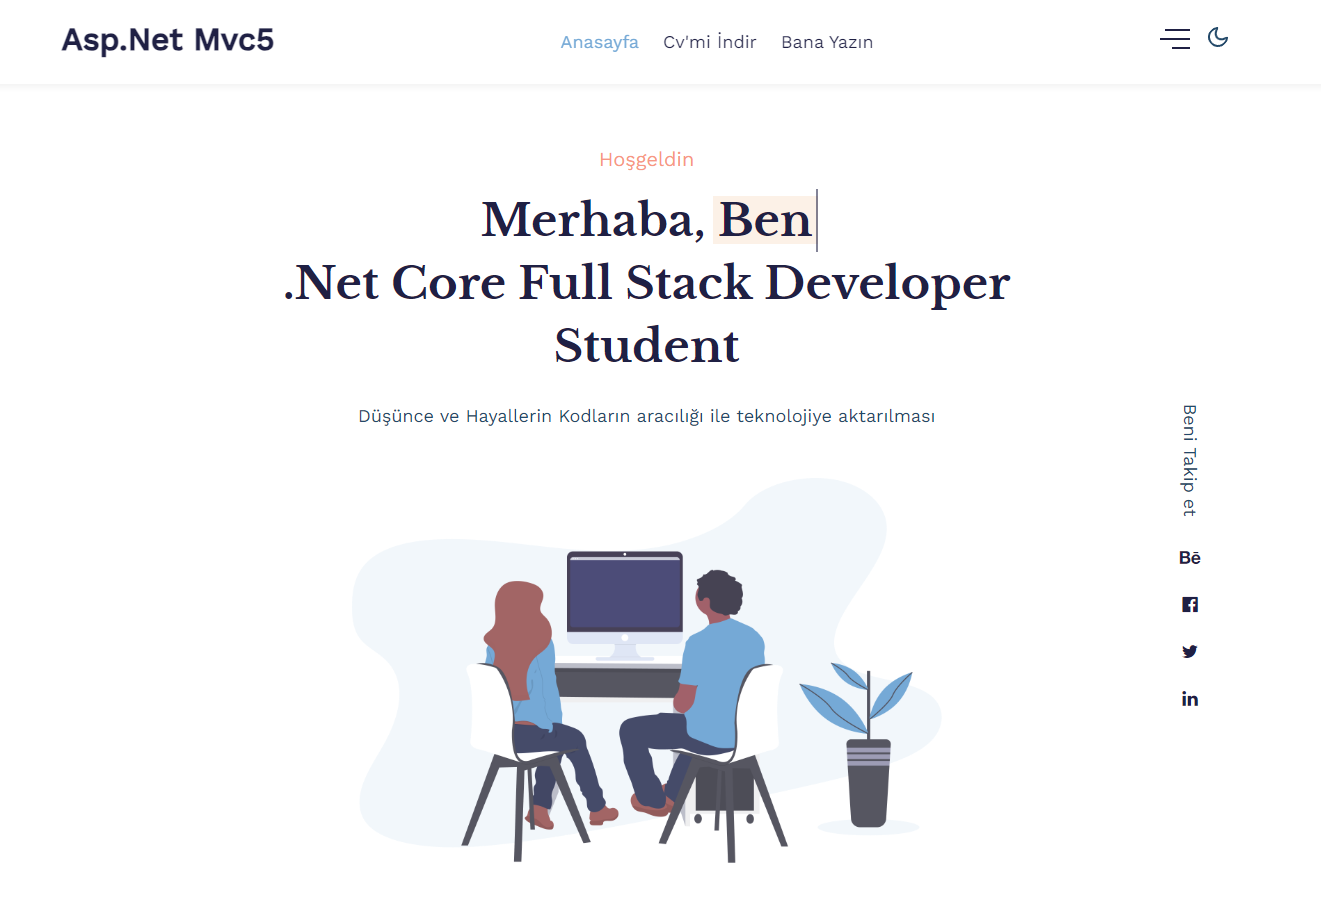 Asp.Net Mvc5
Anasayfa Cv'mi İndir Bana Yazın
Hoşgeldin
Merhaba, Ben
.Net Core Full Stack Developer
Student
Düşünce ve Hayallerin Kodların aracılığı ile teknolojiye aktarılması
Beni Takip et
Bē
in